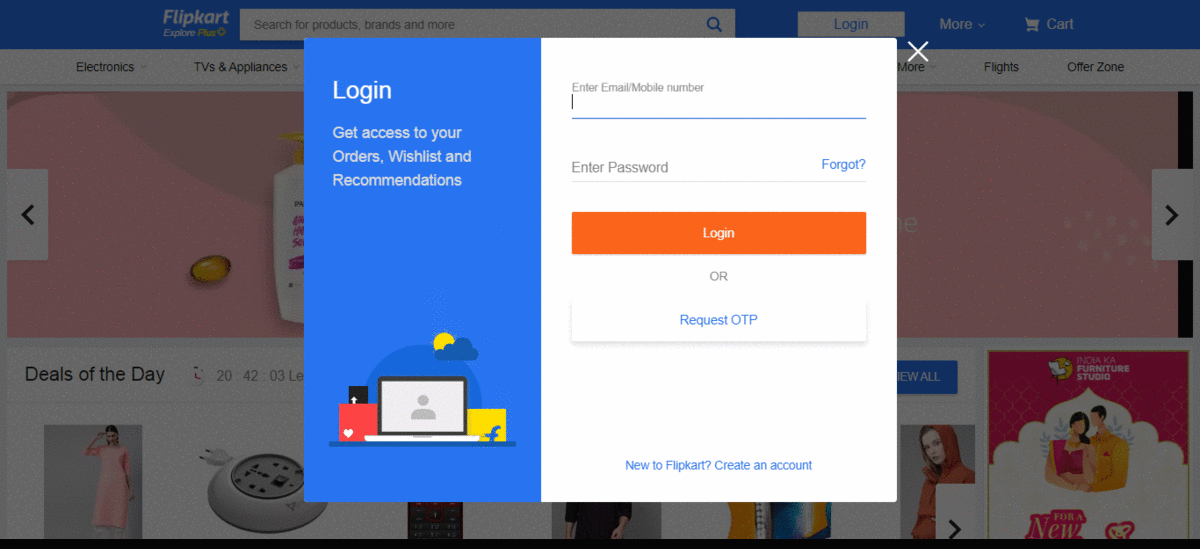 Flipkart
Explore Plus
Search for products, brands and more
Login
More
Cart
Electronics
TVs & Appliances
More
Flights
Offer Zone
Login
Get access to your
Orders, Wishlist and
Recommendations
Enter Email/Mobile number
Enter Password
Forgot?
Login
OR
Request OTP
New to Flipkart? Create an account
Deals of the Day
20 : 42 : 03 Le
VIEW ALL
INDIA KA
FURNITURE
STUDIO
FOR A
New